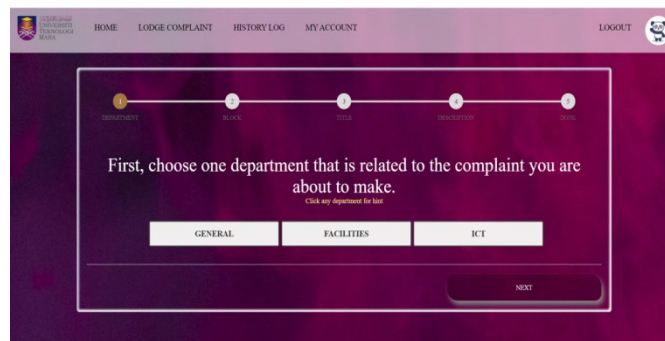 UNIVERSITI
TEKNOLOGI
MARA
HOME LODGE COMPLAINT HISTORY LOG MY ACCOUNT LOGOUT
1 2 3 4 5
DEPARTMENT BLOCK TITLE DESCRIPTION DONE
First, choose one department that is related to the complaint you are
about to make.
Click any department for hint
GENERAL FACILITIES ICT
NEXT